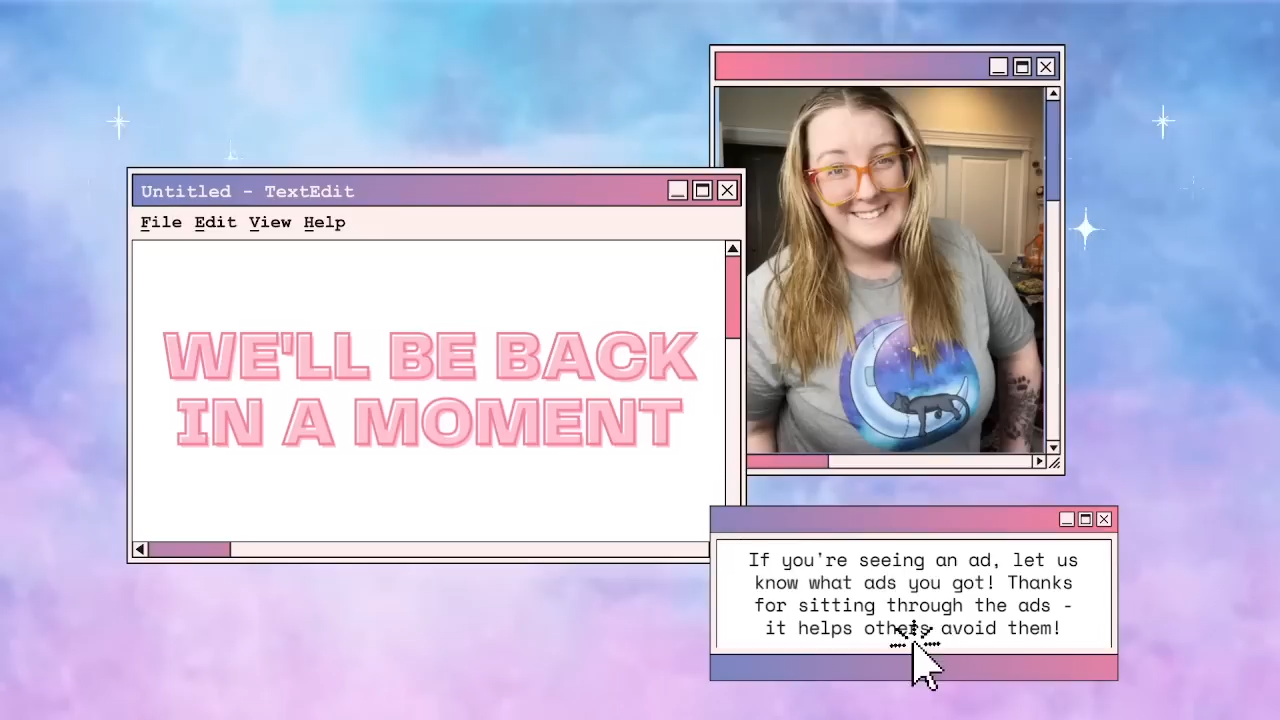 Untitled - TextEdit
File Edit View Help
WE'LL BE BACK
IN A MOMENT
If you're seeing an ad, let us
know what ads you got! Thanks
for sitting through the ads -
it helps others avoid them!